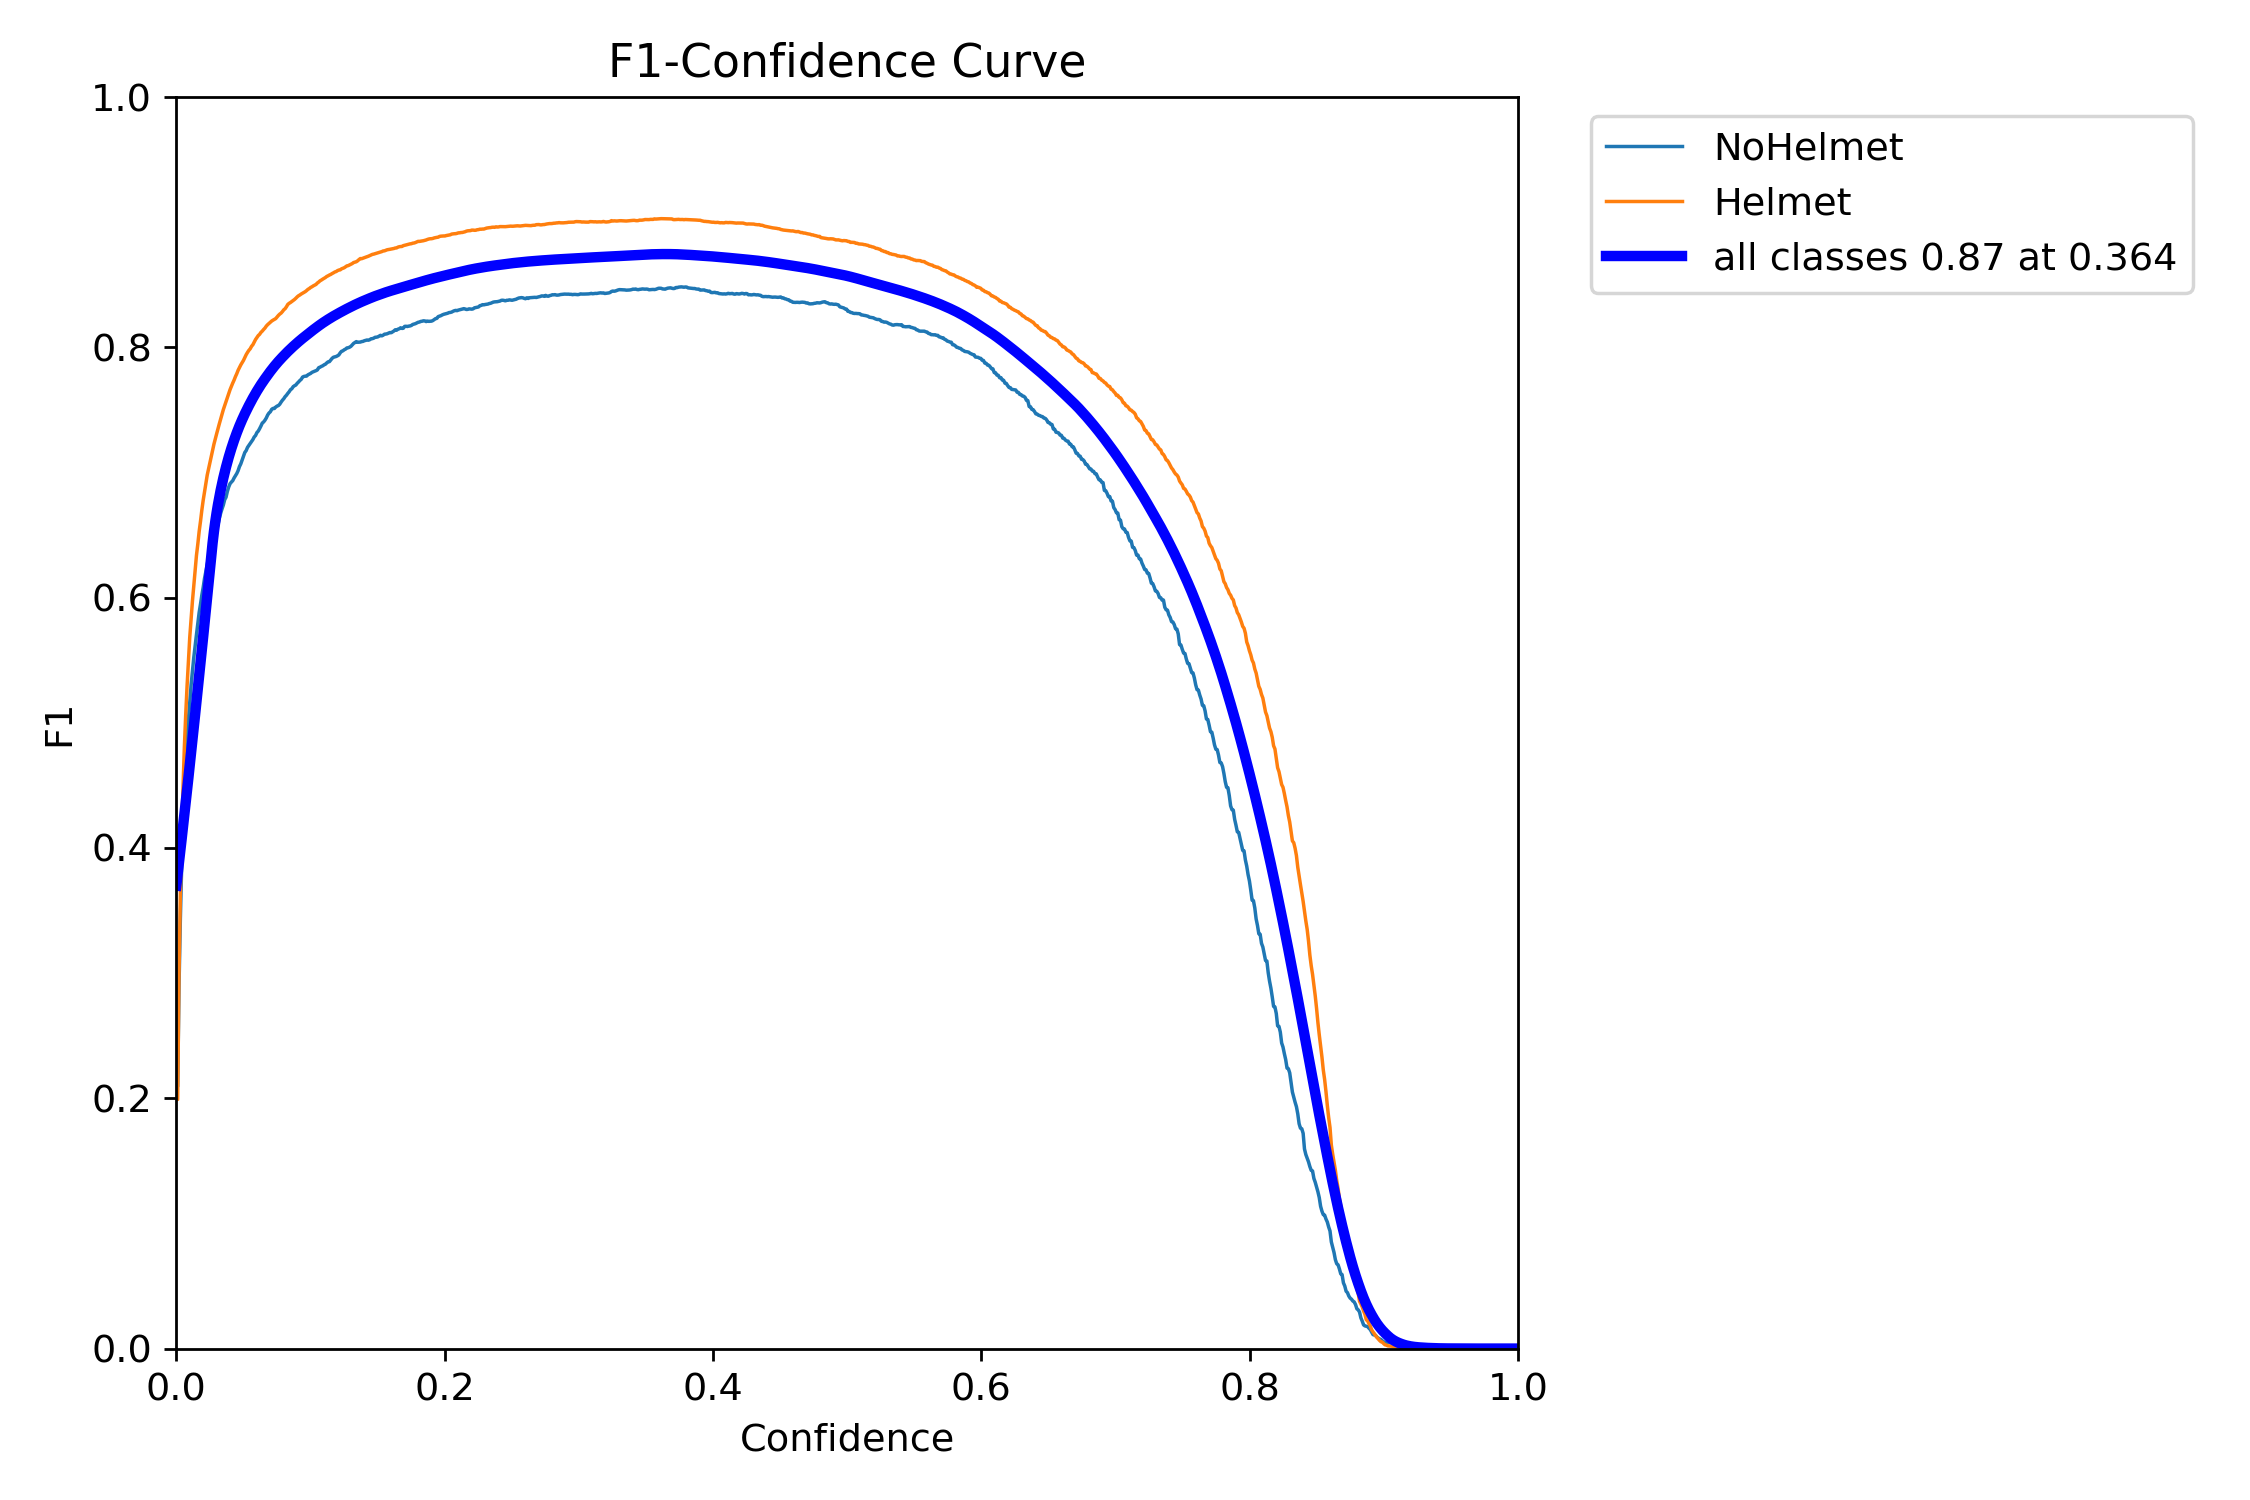 F1-Confidence Curve
1.0
0.8
0.6
0.4
0.2
0.0
F1
0.0 0.2 0.4 0.6 0.8 1.0
Confidence
NoHelmet
Helmet
all classes 0.87 at 0.364